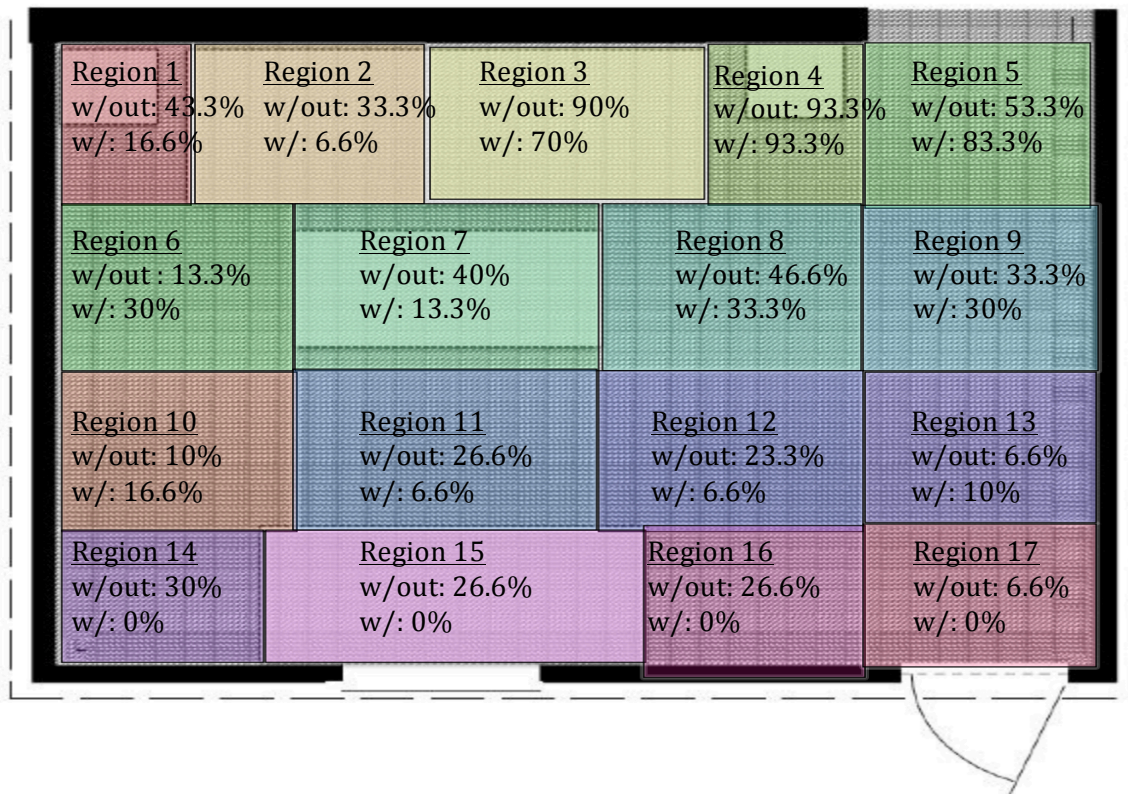 Region 1
w/out: 43.3%
w/: 16.6%
Region 2
w/out: 33.3%
w/: 6.6%
Region 3
w/out: 90%
w/: 70%
Region 4
w/out: 93.3%
w/: 93.3%
Region 5
w/out: 53.3%
w/: 83.3%
Region 6
w/out : 13.3%
w/: 30%
Region 7
w/out: 40%
w/: 13.3%
Region 8
w/out: 46.6%
w/: 33.3%
Region 9
w/out: 33.3%
w/: 30%
Region 10
w/out: 10%
w/: 16.6%
Region 11
w/out: 26.6%
w/: 6.6%
Region 12
w/out: 23.3%
w/: 6.6%
Region 13
w/out: 6.6%
w/: 10%
Region 14
w/out: 30%
w/: 0%
Region 15
w/out: 26.6%
w/: 0%
Region 16
w/out: 26.6%
w/: 0%
Region 17
w/out: 6.6%
w/: 0%